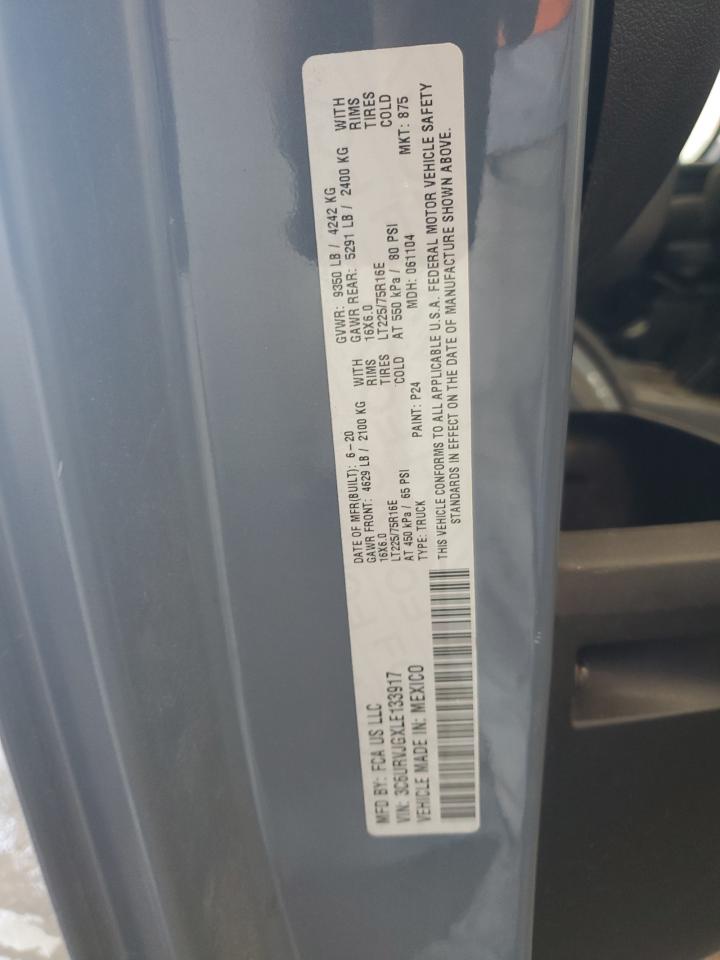 MFD BY: FCA US LLC
VIN: 3C6URVJGXLE133917
VEHICLE MADE IN: MEXICO
DATE OF MFR(BUILT): 6-20
GAWR FRONT: 4629 LB / 2100 KG WITH
16X6.0 RIMS
LT225/75R16E TIRES
AT 450 kPa / 65 PSI COLD
TYPE: TRUCK PAINT: P24
GVWR: 9350 LB / 4242 KG
GAWR REAR: 5291 LB / 2400 KG WITH
16X6.0 RIMS
LT225/75R16E TIRES
AT 550 kPa / 80 PSI COLD
MDH: 061104 MKT: 875
THIS VEHICLE CONFORMS TO ALL APPLICABLE U.S.A. FEDERAL MOTOR VEHICLE SAFETY
STANDARDS IN EFFECT ON THE DATE OF MANUFACTURE SHOWN ABOVE.